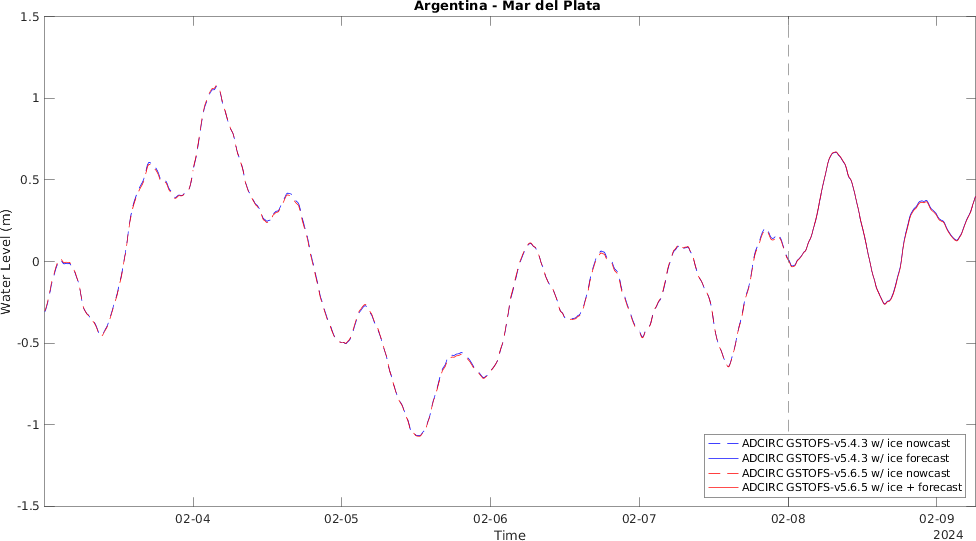 Argentina - Mar del Plata
1.5
1
0.5
0
-0.5
-1
-1.5
Water Level (m)
ADCIRC GSTOFS-v5.4.3 w/ ice nowcast
ADCIRC GSTOFS-v5.4.3 w/ ice forecast
ADCIRC GSTOFS-v5.6.5 w/ ice nowcast
ADCIRC GSTOFS-v5.6.5 w/ ice + forecast
02-04
02-05
02-06
02-07
02-08
02-09
Time
2024